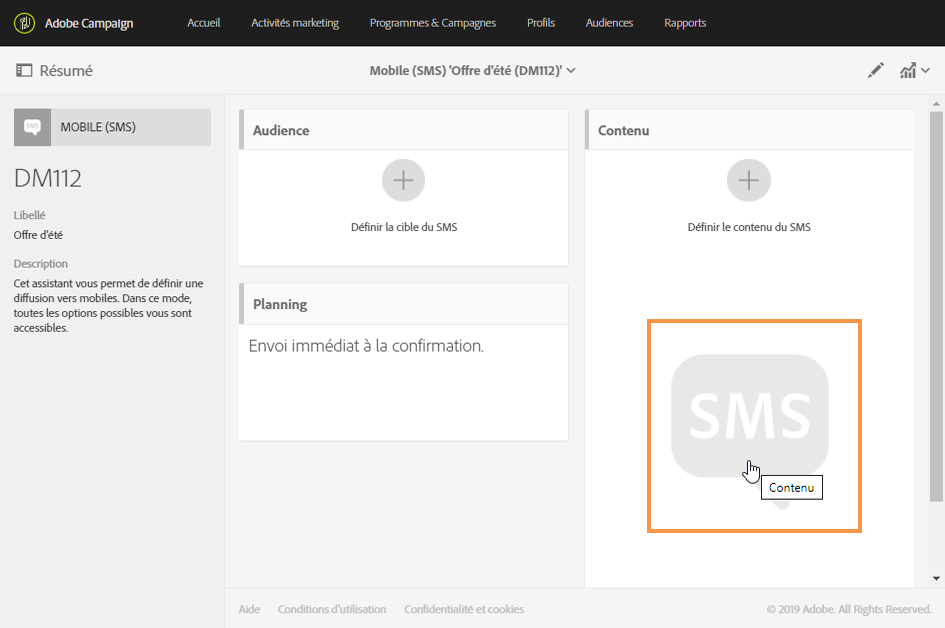 Adobe Campaign
Accueil
Activités marketing
Programmes & Campagnes
Profils
Audiences
Rapports
Résumé
Mobile (SMS) 'Offre d'été (DM112)'
SMS
MOBILE (SMS)
DM112
Libellé
Offre d'été
Description
Cet assistant vous permet de définir une
diffusion vers mobiles. Dans ce mode,
toutes les options possibles vous sont
accessibles.
Audience
Définir la cible du SMS
Planning
Envoi immédiat à la confirmation.
Contenu
Définir le contenu du SMS
SMS
Contenu
Aide
Conditions d'utilisation
Confidentialité et cookies
© 2019 Adobe. All Rights Reserved.